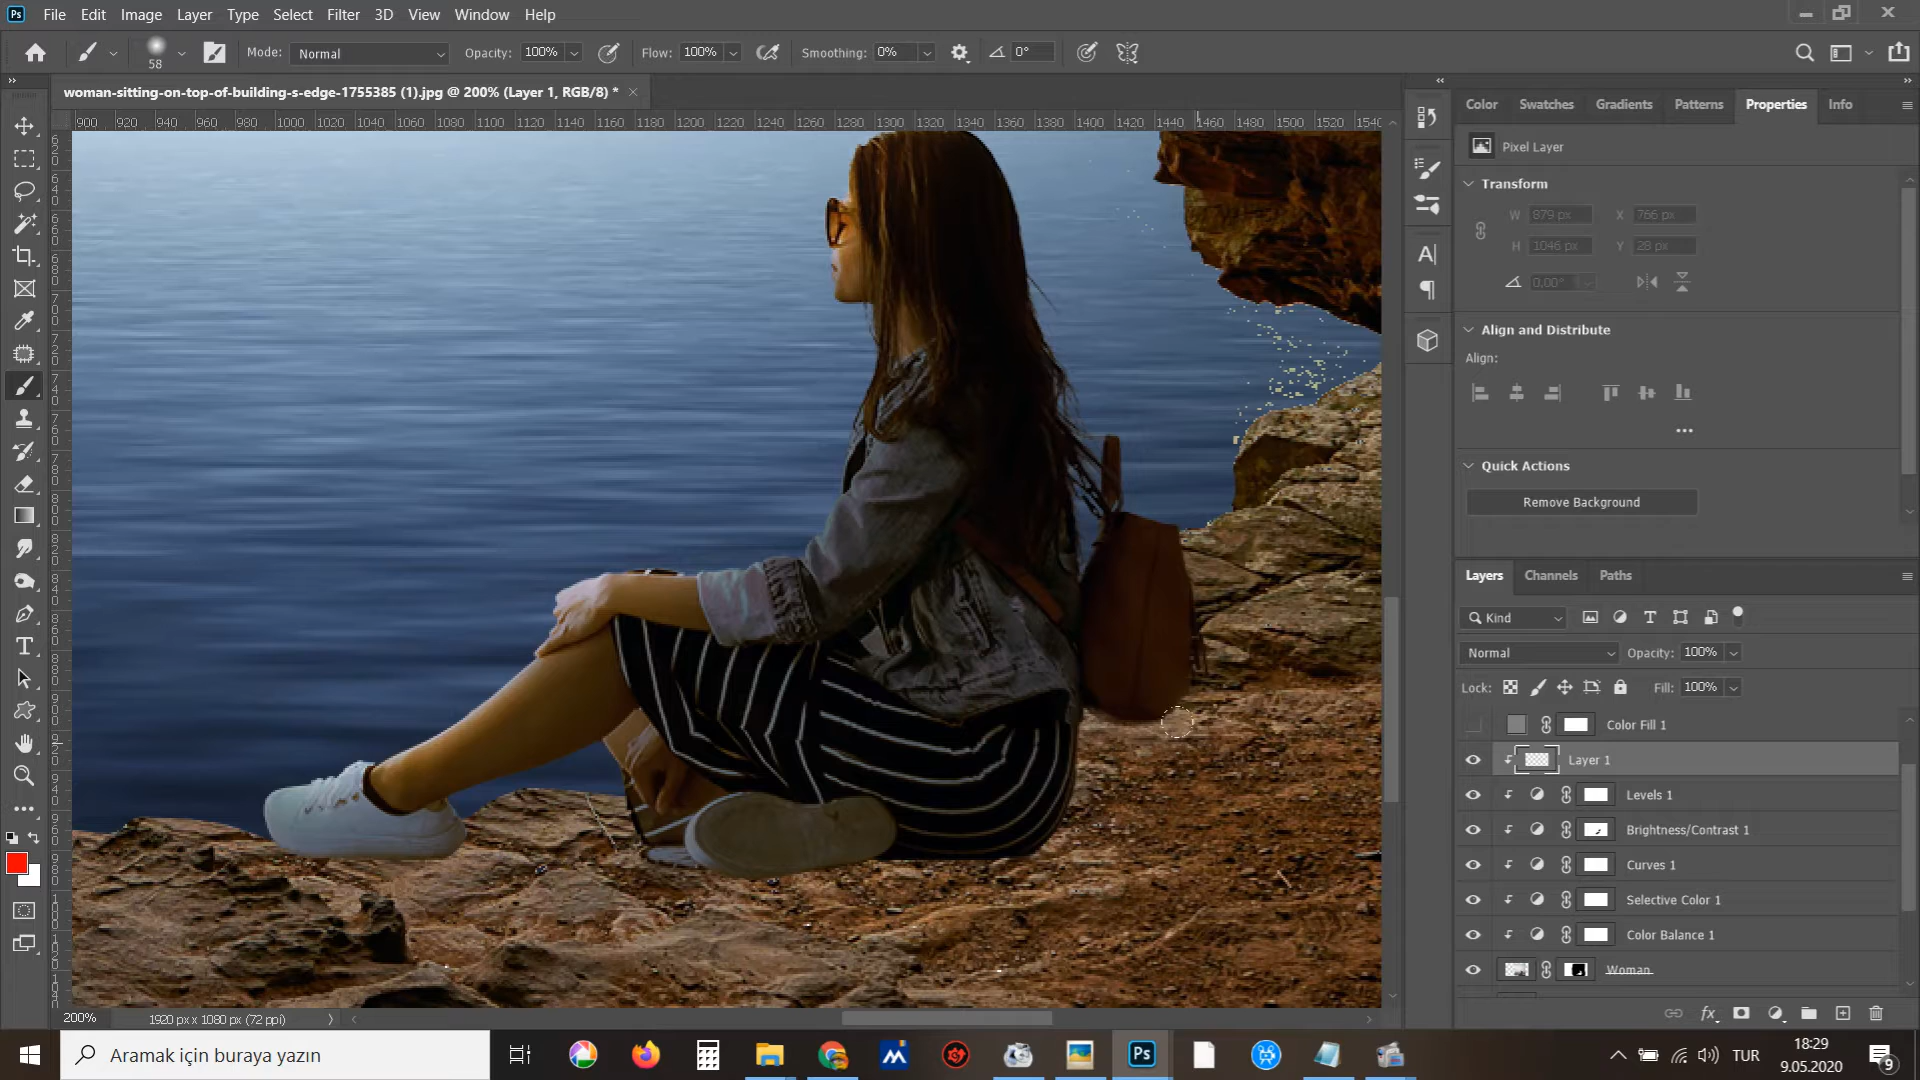 File Edit Image Layer Type Select Filter 3D View Window Help
58 Mode: Normal Opacity: 100% Flow: 100% Smoothing: 0% 0°
woman-sitting-on-top-of-building-s-edge-1755385 (1).jpg @ 200% (Layer 1, RGB/8) *
900 920 940 960 980 1000 1020 1040 1060 1080 1100 1120 1140 1160 1180 1200 1220 1240 1260 1280 1300 1320 1340 1360 1380 1400 1420 1440 1460 1480 1500 1520 1540
Color Swatches Gradients Patterns Properties Info
Pixel Layer
Transform
W 879 px X 766 px
H 1046 px Y 28 px
0,00°
Align and Distribute
Align:
Quick Actions
Remove Background
Layers Channels Paths
Kind
Normal Opacity: 100%
Lock: Fill: 100%
Color Fill 1
Layer 1
Levels 1
Brightness/Contrast 1
Curves 1
Selective Color 1
Color Balance 1
Woman
200% 1920 px x 1080 px (72 ppi)
Aramak için buraya yazın
TUR
18:29
9.05.2020
9